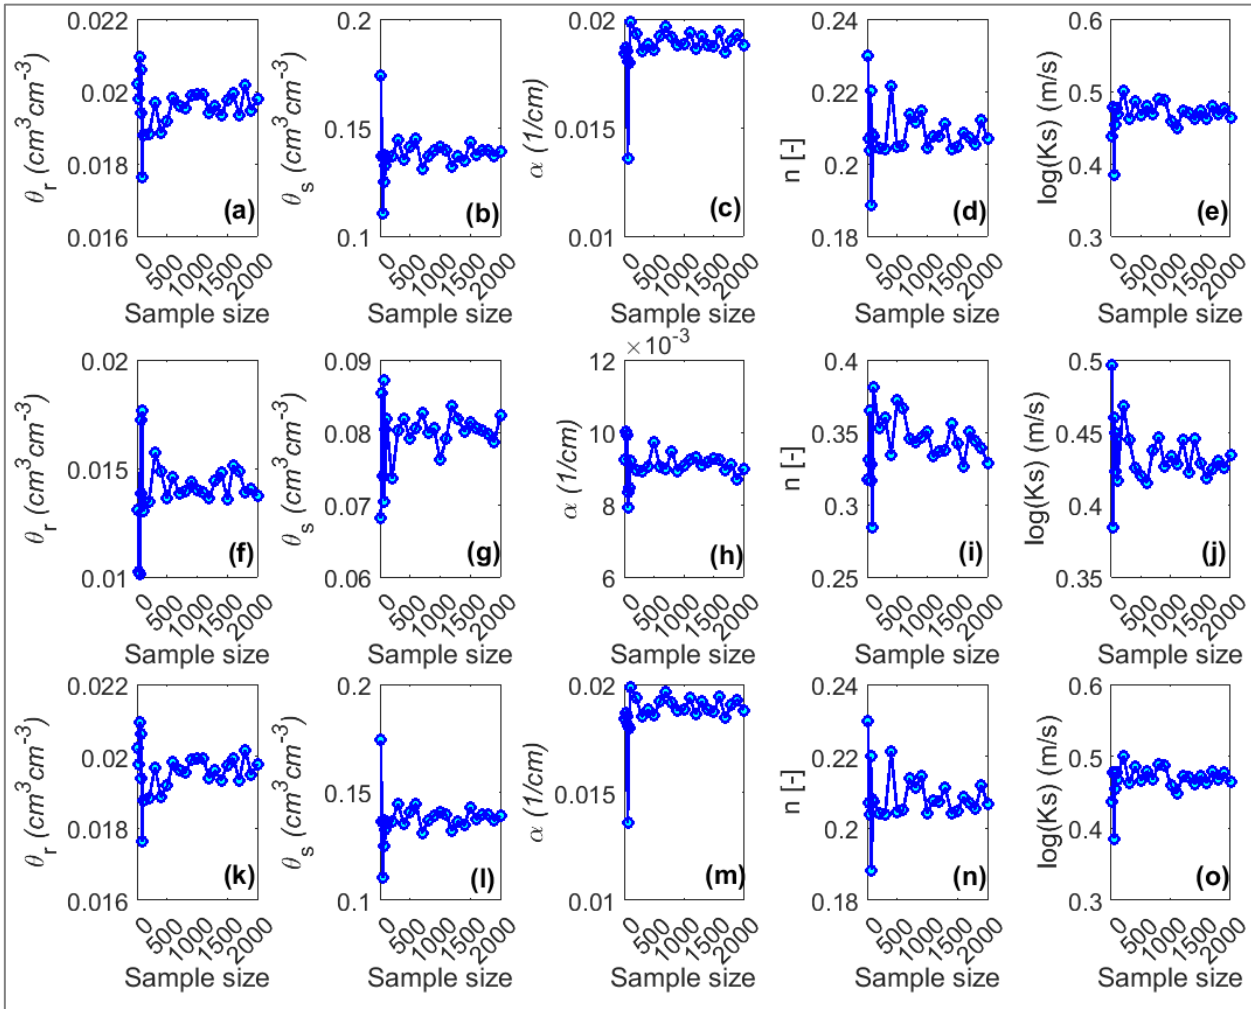 0.022
0.02
0.018
0.016
θr (cm³cm⁻³)
(a)
0
500
1000
1500
2000
Sample size
0.2
0.15
0.1
θs (cm³cm⁻³)
(b)
0
500
1000
1500
2000
Sample size
0.02
0.015
0.01
α (1/cm)
(c)
0
500
1000
1500
2000
Sample size
0.24
0.22
0.2
0.18
n [-]
(d)
0
500
1000
1500
2000
Sample size
0.6
0.5
0.4
0.3
log(Ks) (m/s)
(e)
0
500
1000
1500
2000
Sample size
0.02
0.015
0.01
θr (cm³cm⁻³)
(f)
0
500
1000
1500
2000
Sample size
0.09
0.08
0.07
0.06
θs (cm³cm⁻³)
(g)
0
500
1000
1500
2000
Sample size
×10⁻³
12
10
8
6
α (1/cm)
(h)
0
500
1000
1500
2000
Sample size
0.4
0.35
0.3
0.25
n [-]
(i)
0
500
1000
1500
2000
Sample size
0.5
0.45
0.4
0.35
log(Ks) (m/s)
(j)
0
500
1000
1500
2000
Sample size
0.022
0.02
0.018
0.016
θr (cm³cm⁻³)
(k)
0
500
1000
1500
2000
Sample size
0.2
0.15
0.1
θs (cm³cm⁻³)
(l)
0
500
1000
1500
2000
Sample size
0.02
0.015
0.01
α (1/cm)
(m)
0
500
1000
1500
2000
Sample size
0.24
0.22
0.2
0.18
n [-]
(n)
0
500
1000
1500
2000
Sample size
0.6
0.5
0.4
0.3
log(Ks) (m/s)
(o)
0
500
1000
1500
2000
Sample size